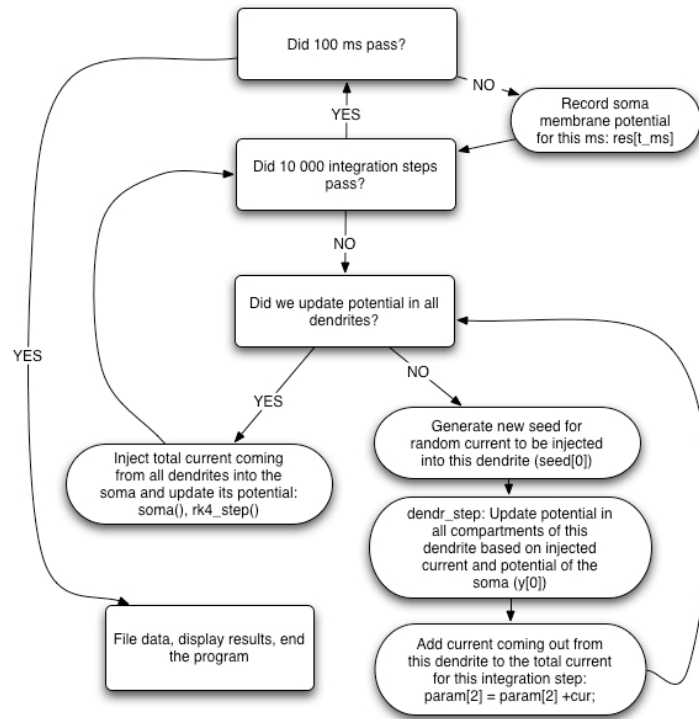 Did 100 ms pass?
NO
Record soma
membrane potential
for this ms: res[t_ms]
YES
Did 10 000 integration steps
pass?
NO
Did we update potential in all
dendrites?
YES
NO
YES
Generate new seed for
random current to be injected
into this dendrite (seed[0])
Inject total current coming
from all dendrites into the
soma and update its potential:
soma(), rk4_step()
dendr_step: Update potential in
all compartments of this
dendrite based on injected
current and potential of the
soma (y[0])
File data, display results, end
the program
Add current coming out from
this dendrite to the total current
for this integration step:
param[2] = param[2] +cur;